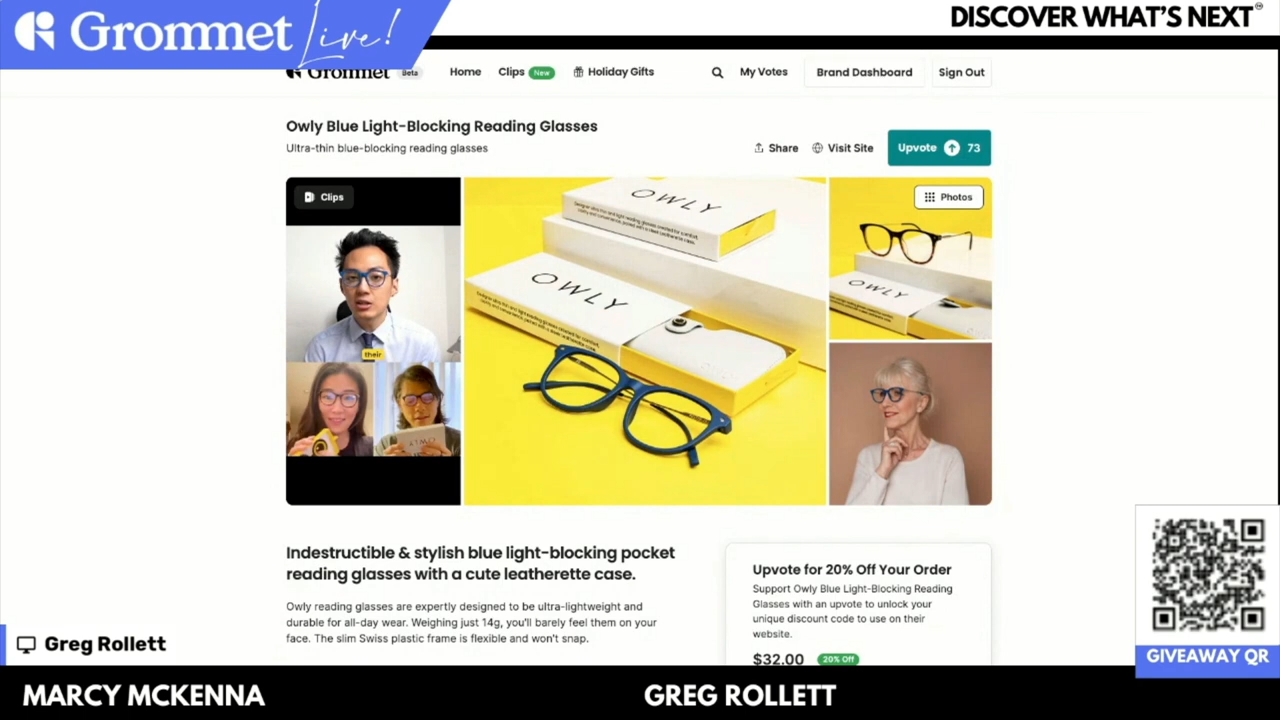 Grommet Live!
DISCOVER WHAT'S NEXT
Grommet Beta
Home
Clips New
Holiday Gifts
My Votes
Brand Dashboard
Sign Out
Owly Blue Light-Blocking Reading Glasses
Ultra-thin blue-blocking reading glasses
Share
Visit Site
Upvote 73
Clips
Photos
OWLY
OWLY
OWLY
their
Indestructible & stylish blue light-blocking pocket
reading glasses with a cute leatherette case.
Owly reading glasses are expertly designed to be ultra-lightweight and
durable for all-day wear. Weighing just 14g, you'll barely feel them on your
face. The slim Swiss plastic frame is flexible and won't snap.
Upvote for 20% Off Your Order
Support Owly Blue Light-Blocking Reading
Glasses with an upvote to unlock your
unique discount code to use on their
website.
$32.00 20% Off
Greg Rollett
GIVEAWAY QR
MARCY MCKENNA
GREG ROLLETT